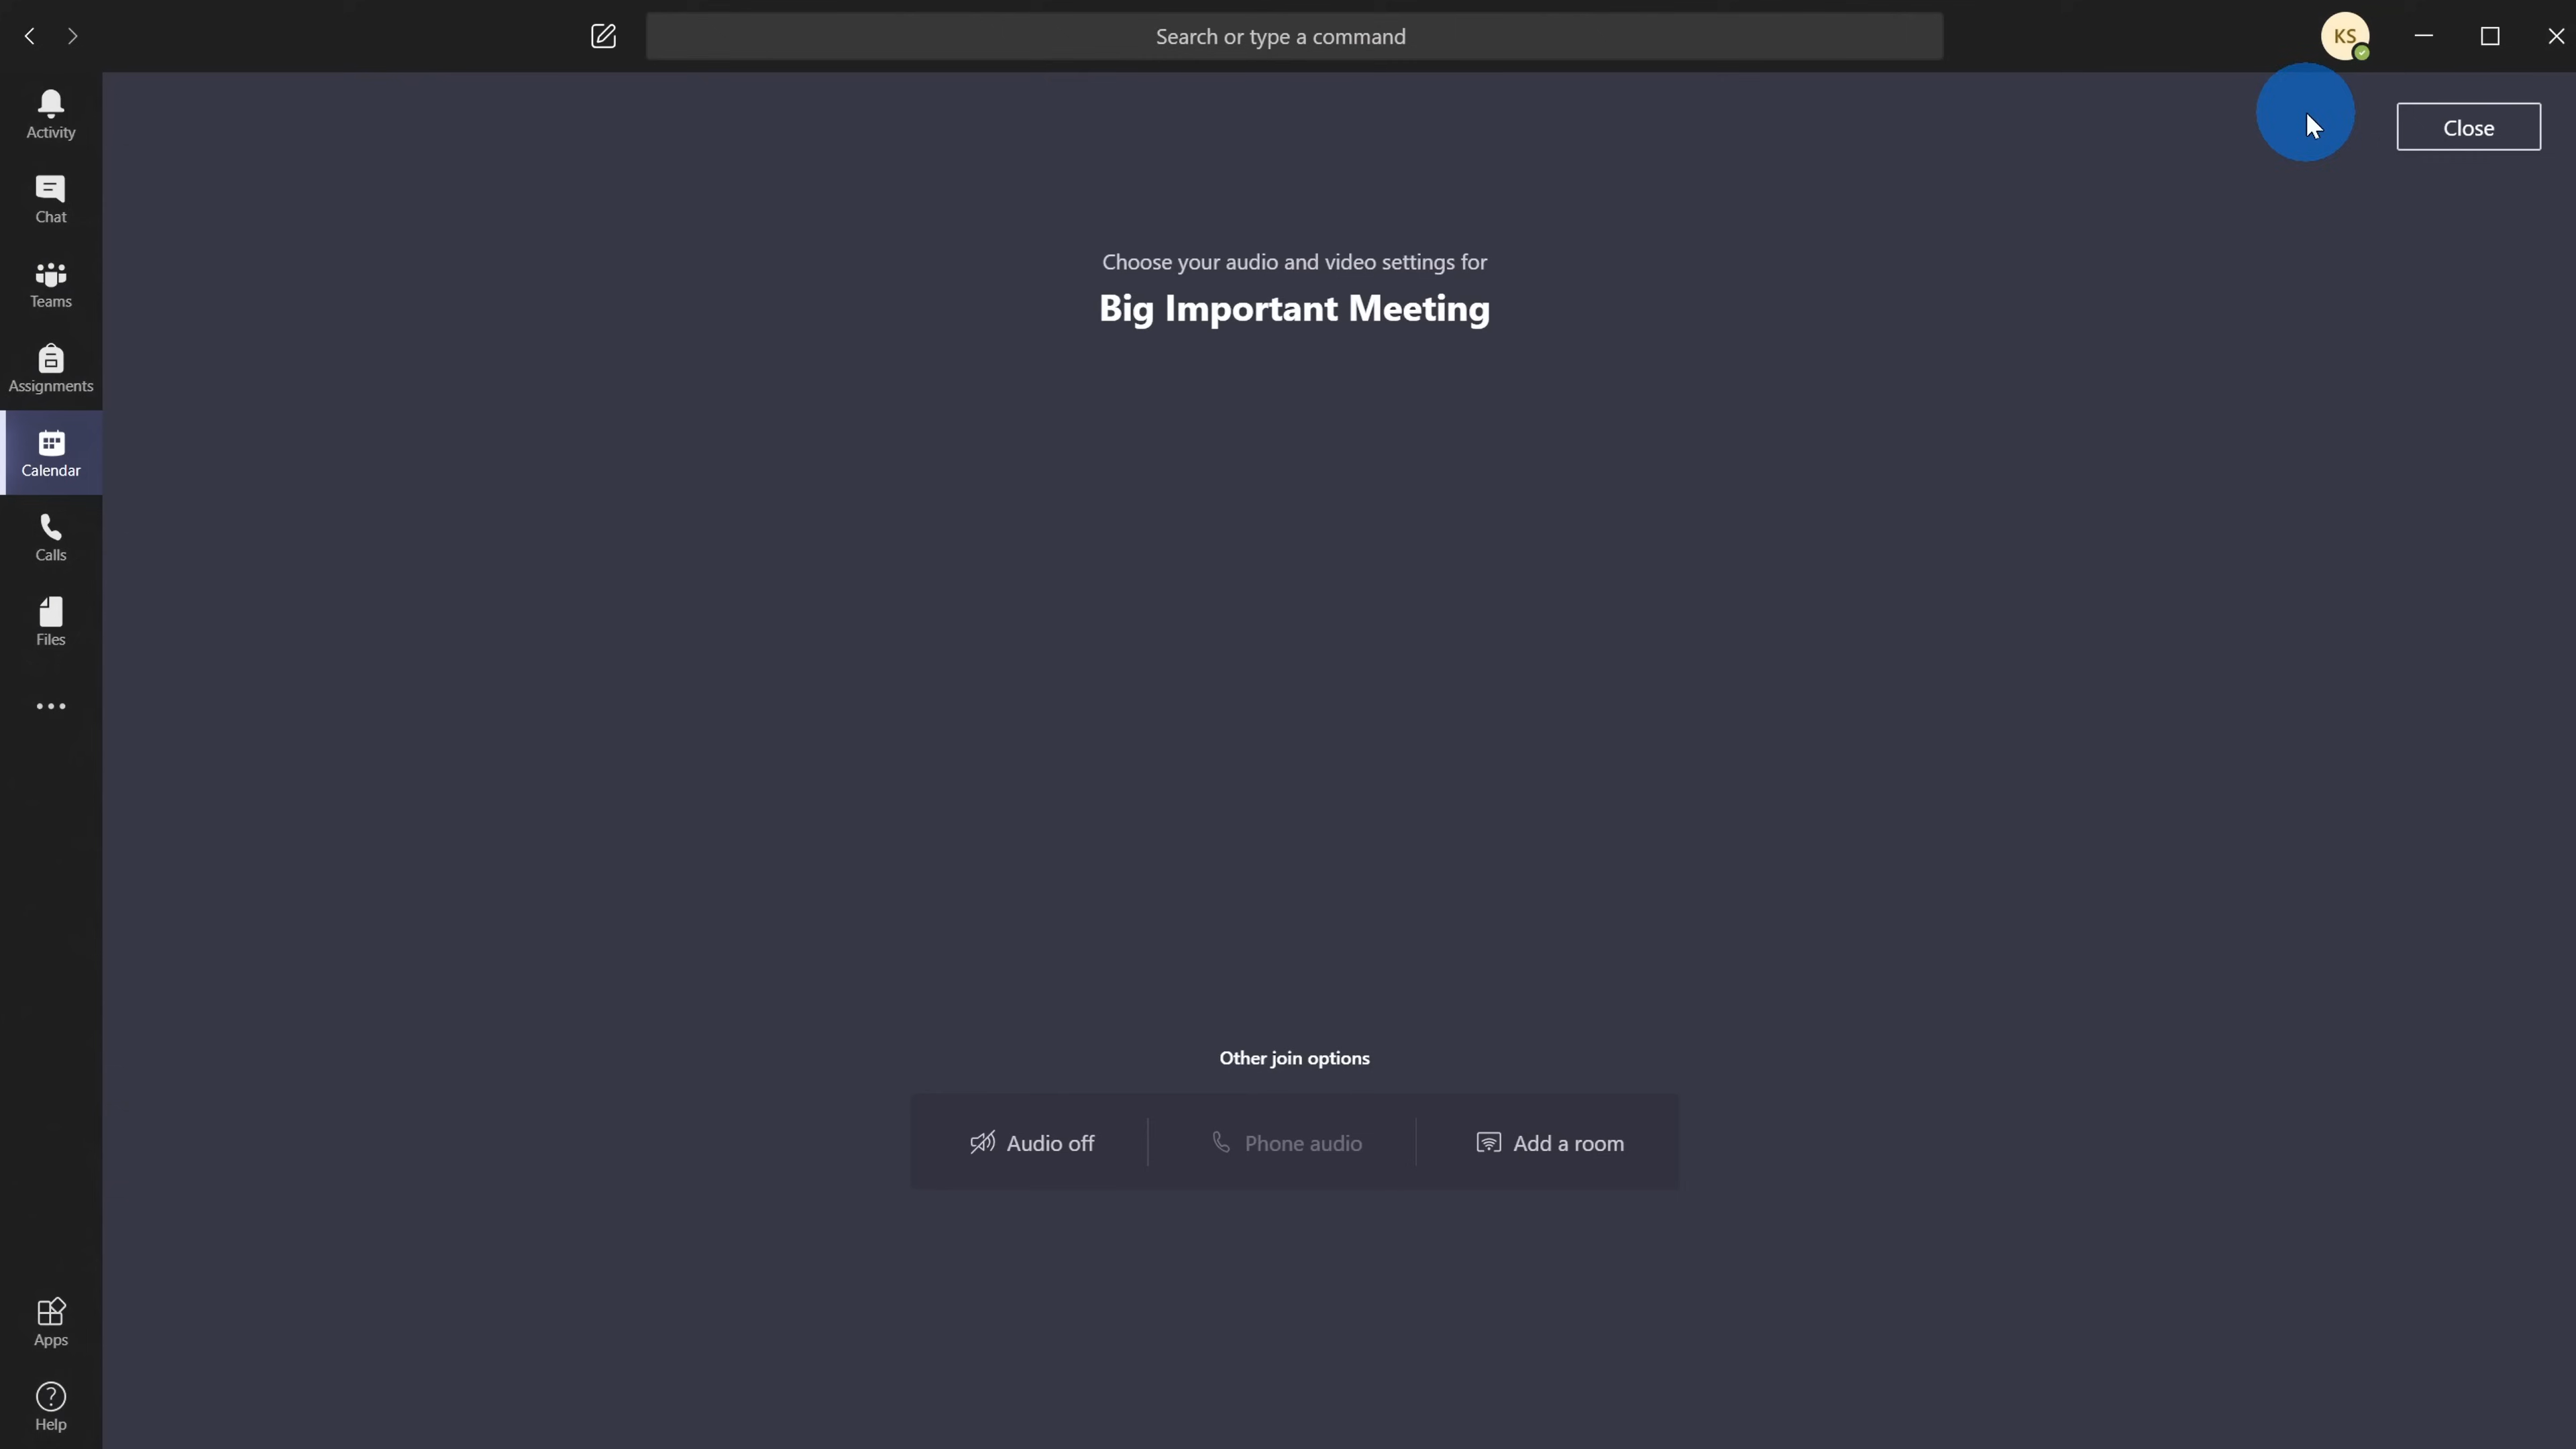 Search or type a command
KS
Activity
Chat
Teams
Assignments
Calendar
Calls
Files
Apps
Help
Close
Choose your audio and video settings for
Big Important Meeting
Other join options
Audio off
Phone audio
Add a room